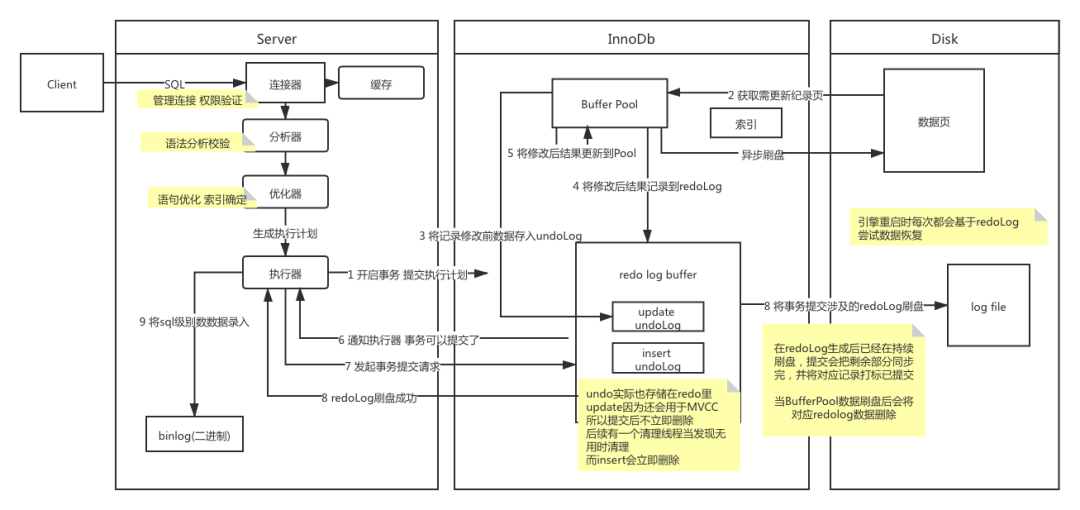 Server
InnoDb
Disk
Client
SQL
连接器
缓存
管理连接 权限验证
分析器
语法分析校验
优化器
语句优化 索引确定
生成执行计划
执行器
1 开启事务 提交执行计划
9 将sql级别数数据录入
6 通知执行器 事务可以提交了
7 发起事务提交请求
8 redoLog刷盘成功
binlog(二进制)
Buffer Pool
2 获取需更新纪录页
索引
数据页
5 将修改后结果更新到Pool
异步刷盘
4 将修改后结果记录到redoLog
3 将记录修改前数据存入undoLog
redo log buffer
update
undoLog
insert
undoLog
undo实际也存储在redo里
update因为还会用于MVCC
所以提交后不立即删除
后续有一个清理线程当发现无
用时清理
而insert会立即删除
引擎重启时每次都会基于redoLog
尝试数据恢复
8 将事务提交涉及的redoLog刷盘
log file
在redoLog生成后已经在持续
刷盘，提交会把剩余部分同步
完，并将对应记录打标已提交
当BufferPool数据刷盘后会将
对应redolog数据删除